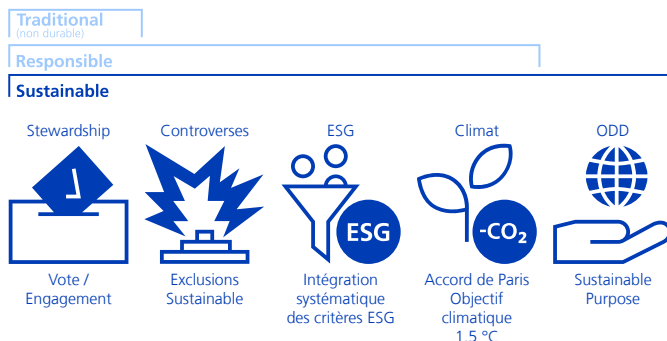 Traditional
(non durable)
Responsible
Sustainable
Stewardship
Controverses
ESG
Climat
ODD
ESG
-CO₂
Vote /
Engagement
Exclusions
Sustainable
Intégration
systématique
des critères ESG
Accord de Paris
Objectif
climatique
1.5 °C
Sustainable
Purpose